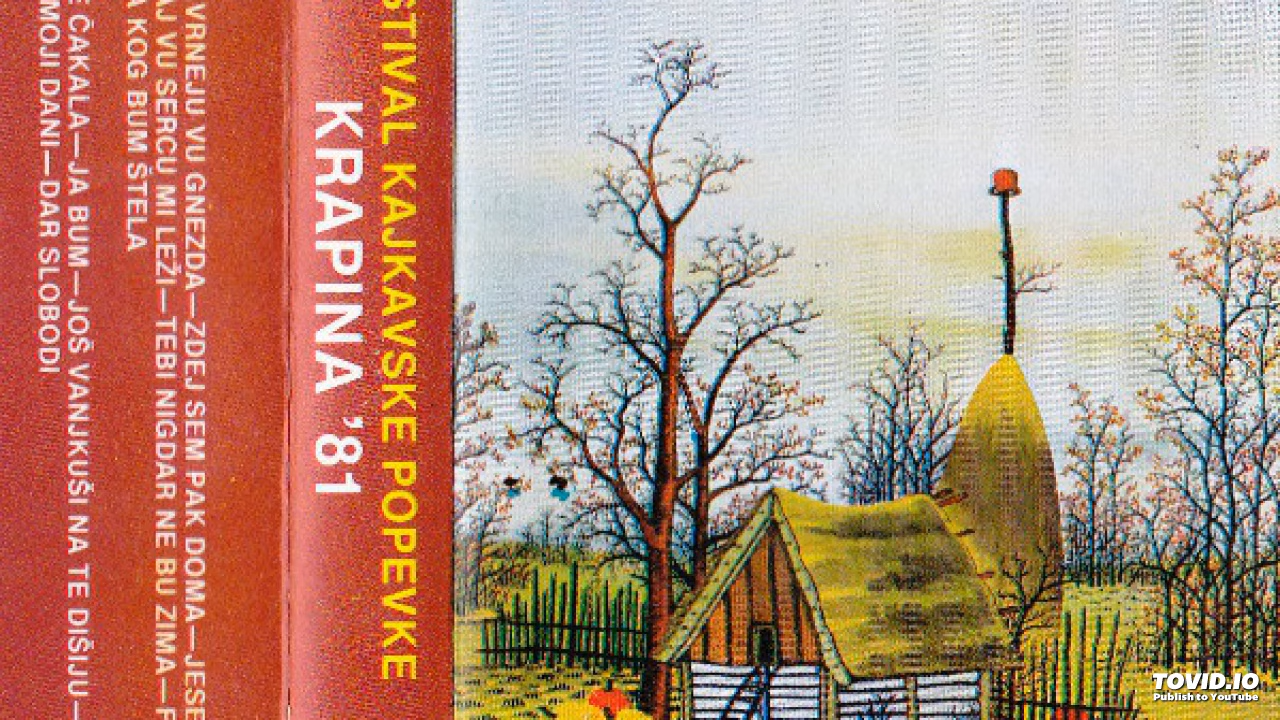 VRNEJU VU GNEZDA—ZDEJ SEM PAK DOMA—JESE
AJ VU SERCU MI LEŽI—TEBI NIGDAR NE BU ZIMA—F
A KOG BUM ŠTELA
E ČAKALA—JA BUM—JOŠ VANJKUŠI NA TE DIŠIJU—
MOJI DANI—DAR SLOBODI
STIVAL KAJKAVSKE POPEVKE
KRAPINA '81
TOVID.IO
Publish to YouTube